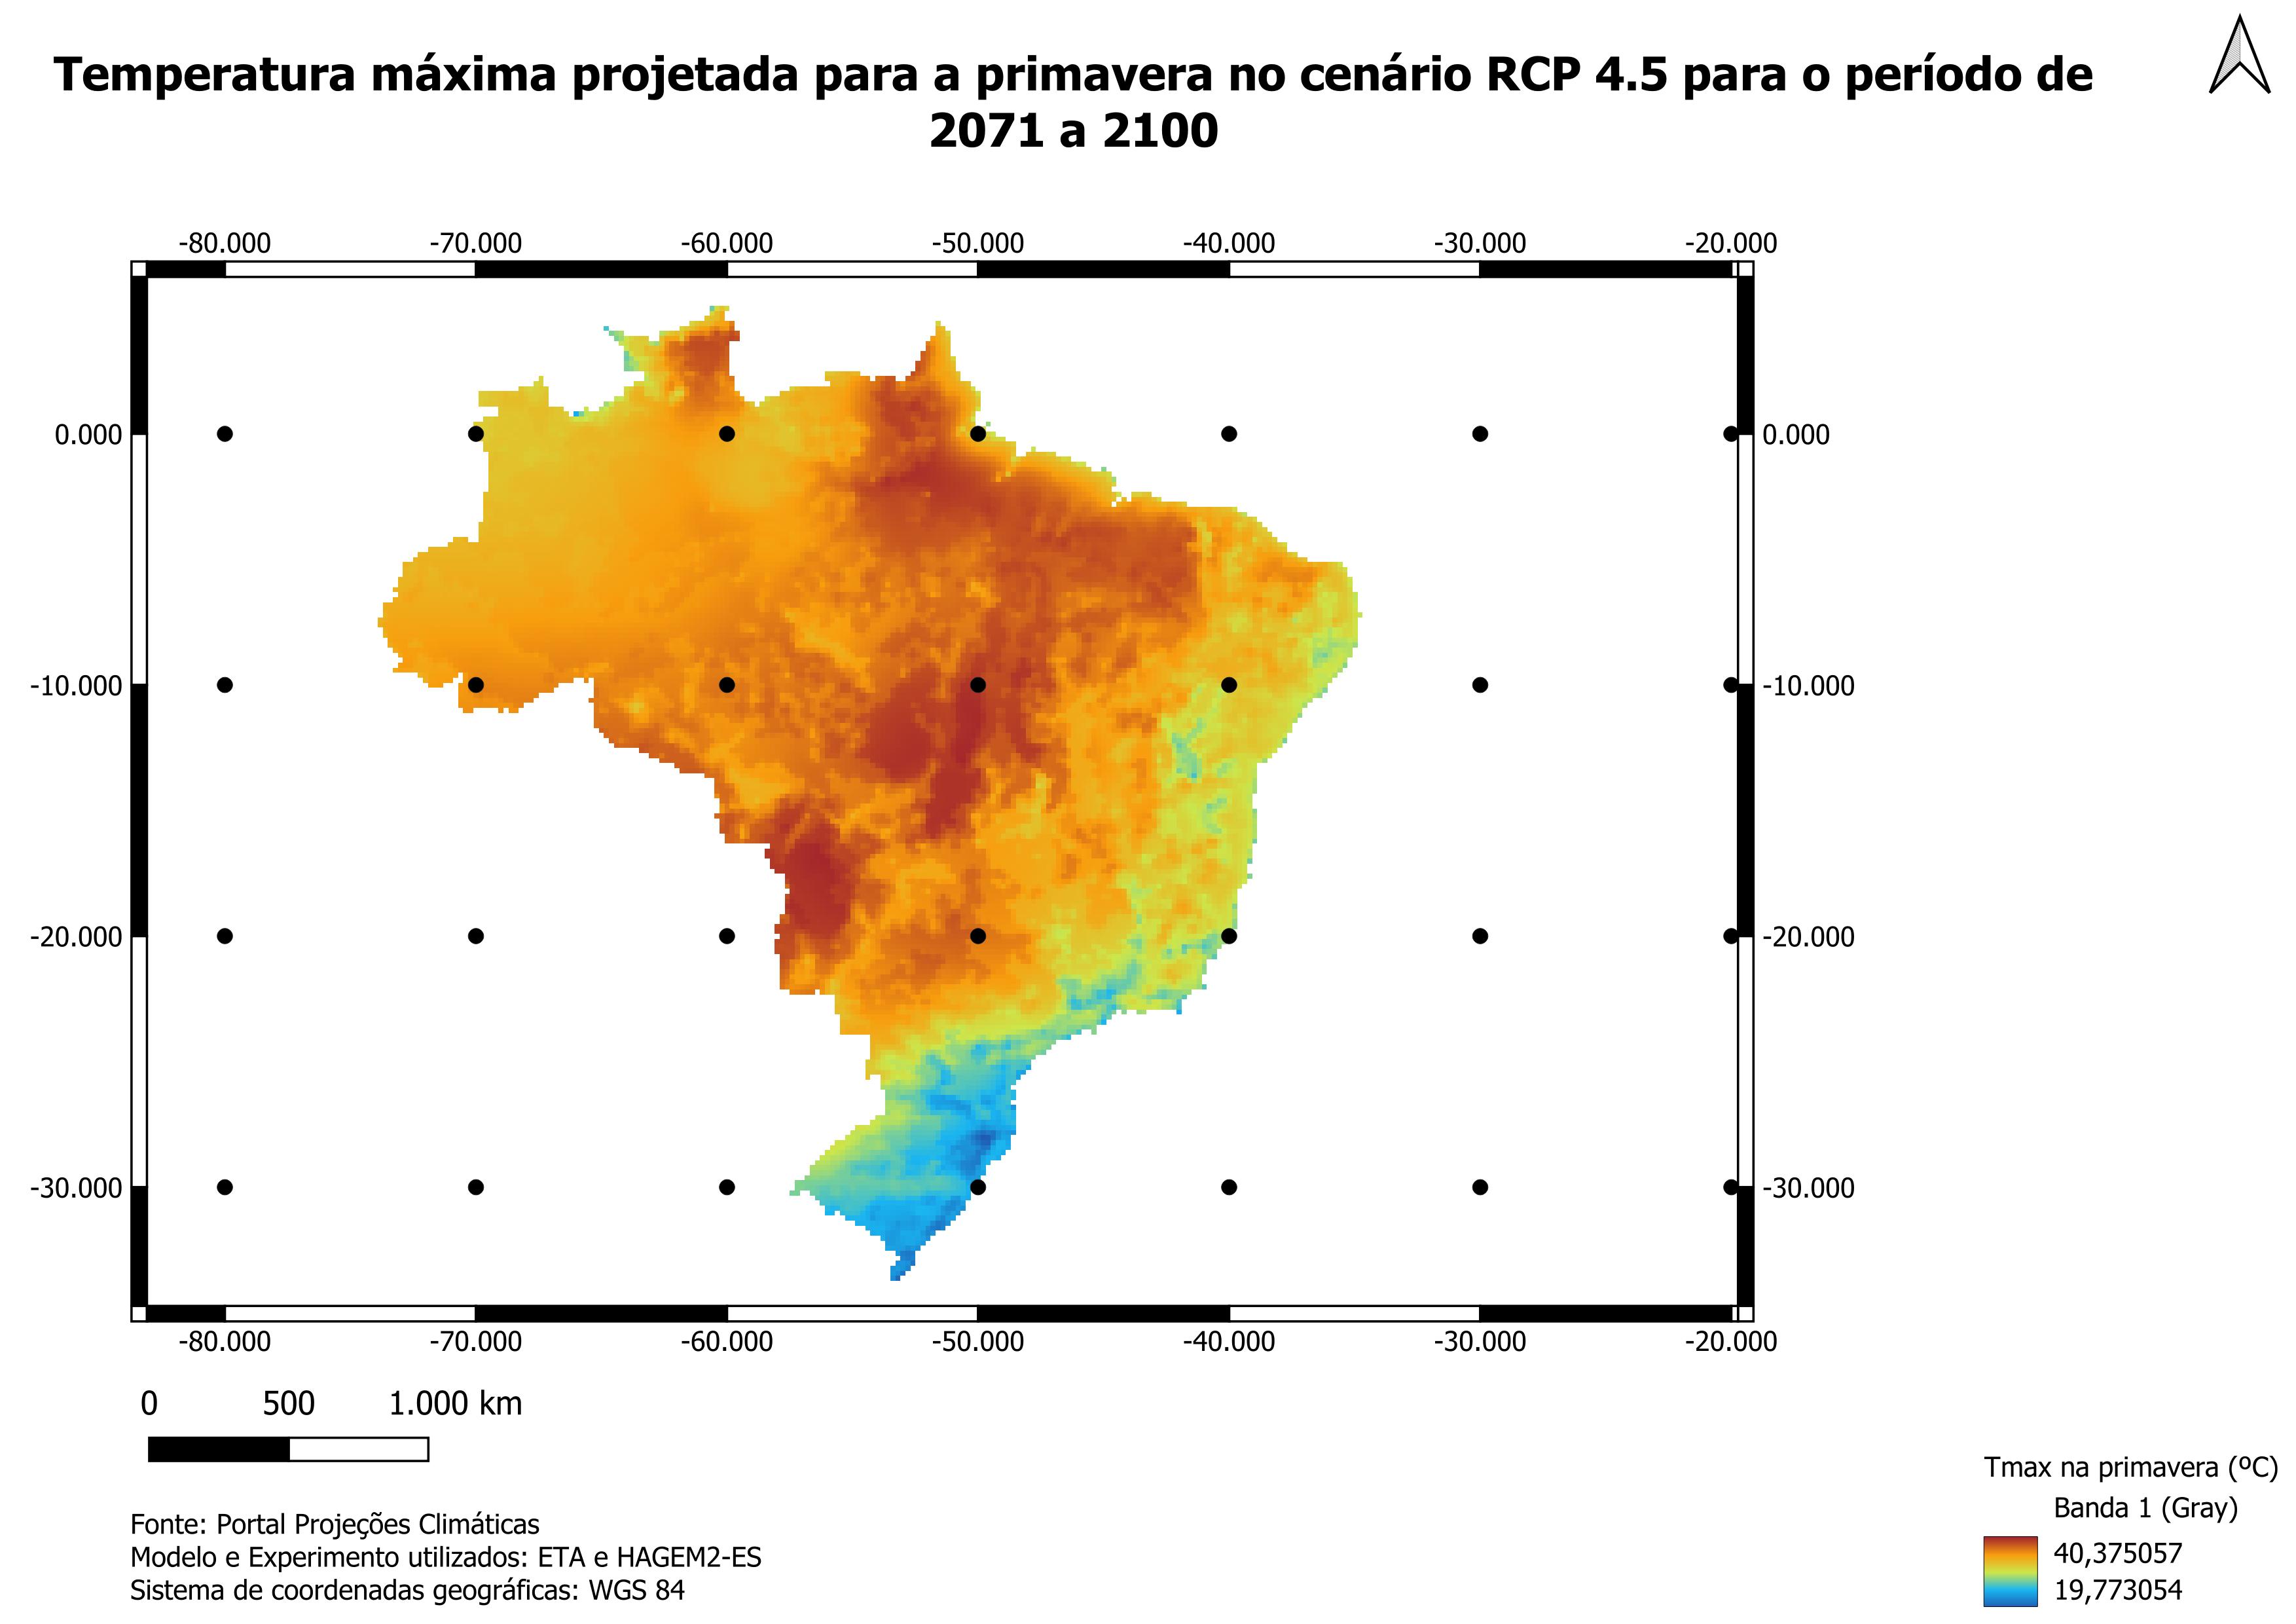 Temperatura máxima projetada para a primavera no cenário RCP 4.5 para o período de
2071 a 2100
-80.000 -70.000 -60.000 -50.000 -40.000 -30.000 -20.000
0.000 0.000
-10.000 -10.000
-20.000 -20.000
-30.000 -30.000
-80.000 -70.000 -60.000 -50.000 -40.000 -30.000 -20.000
0 500 1.000 km
Tmax na primavera (ºC)
Banda 1 (Gray)
40,375057
19,773054
Fonte: Portal Projeções Climáticas
Modelo e Experimento utilizados: ETA e HAGEM2-ES
Sistema de coordenadas geográficas: WGS 84